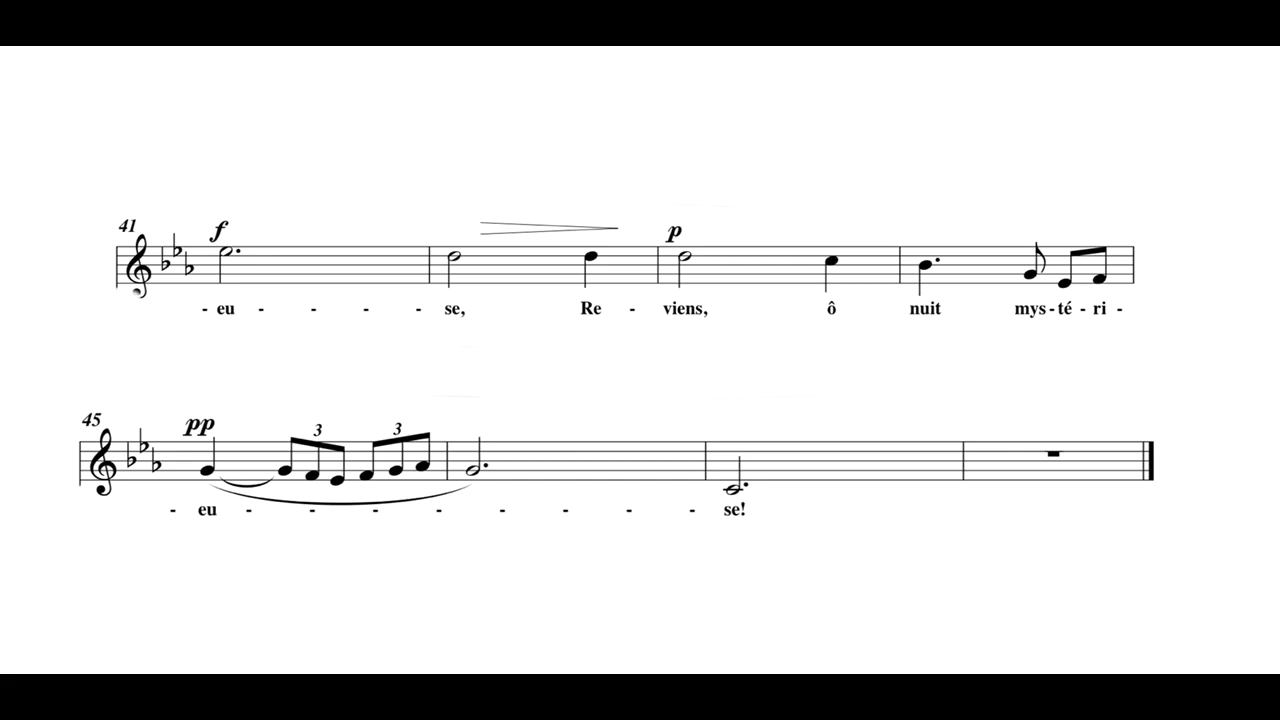 41 f p
- eu - - - - se, Re - viens, ô nuit mys - té - ri -
45 pp 3 3
- eu - - - - - - - - se!